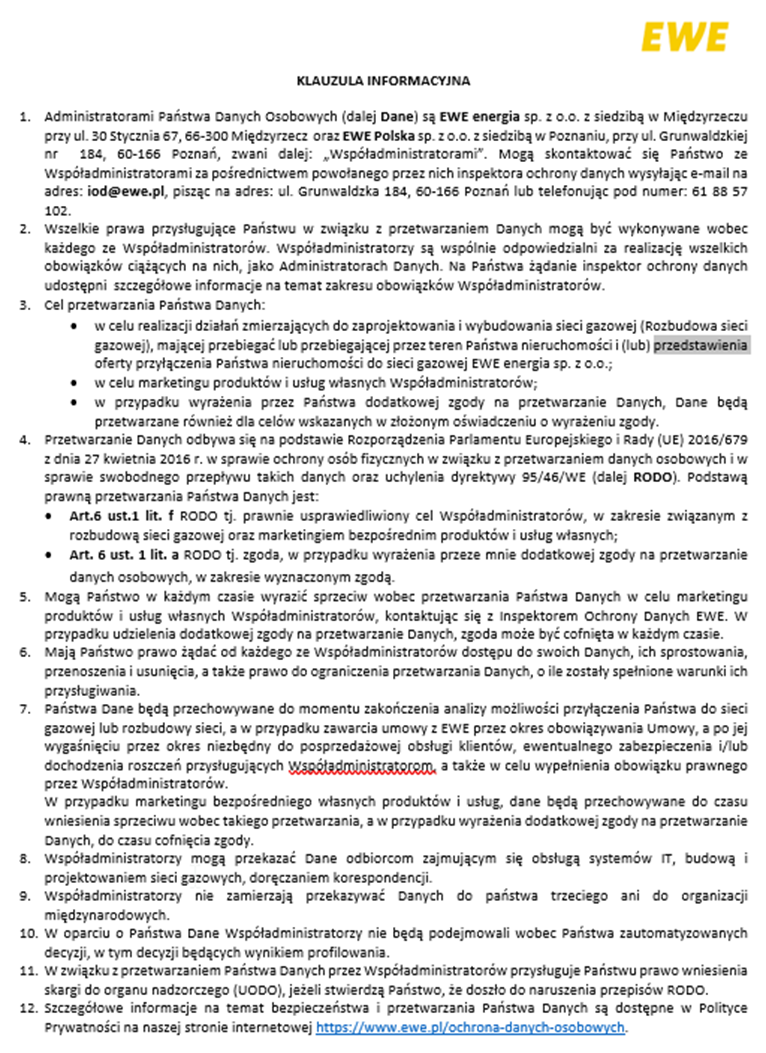 EWE
KLAUZULA INFORMACYJNA
1. Administratorami Państwa Danych Osobowych (dalej Dane) są EWE energia sp. z o.o. z siedzibą w Międzyrzeczu
przy ul. 30 Stycznia 67, 66-300 Międzyrzecz oraz EWE Polska sp. z o.o. z siedzibą w Poznaniu, przy ul. Grunwaldzkiej
nr 184, 60-166 Poznań, zwani dalej: „Współadministratorami”. Mogą skontaktować się Państwo ze
Współadministratorami za pośrednictwem powołanego przez nich inspektora ochrony danych wysyłając e-mail na
adres: iod@ewe.pl, pisząc na adres: ul. Grunwaldzka 184, 60-166 Poznań lub telefonując pod numer: 61 88 57
102.
2. Wszelkie prawa przysługujące Państwu w związku z przetwarzaniem Danych mogą być wykonywane wobec
każdego ze Współadministratorów. Współadministratorzy są wspólnie odpowiedzialni za realizację wszelkich
obowiązków ciążących na nich, jako Administratorach Danych. Na Państwa żądanie inspektor ochrony danych
udostępni szczegółowe informacje na temat zakresu obowiązków Współadministratorów.
3. Cel przetwarzania Państwa Danych:
• w celu realizacji działań zmierzających do zaprojektowania i wybudowania sieci gazowej (Rozbudowa sieci
gazowej), mającej przebiegać lub przebiegającej przez teren Państwa nieruchomości i (lub) przedstawienia
oferty przyłączenia Państwa nieruchomości do sieci gazowej EWE energia sp. z o.o.;
• w celu marketingu produktów i usług własnych Współadministratorów;
• w przypadku wyrażenia przez Państwa dodatkowej zgody na przetwarzanie Danych, Dane będą
przetwarzane również dla celów wskazanych w złożonym oświadczeniu o wyrażeniu zgody.
4. Przetwarzanie Danych odbywa się na podstawie Rozporządzenia Parlamentu Europejskiego i Rady (UE) 2016/679
z dnia 27 kwietnia 2016 r. w sprawie ochrony osób fizycznych w związku z przetwarzaniem danych osobowych i w
sprawie swobodnego przepływu takich danych oraz uchylenia dyrektywy 95/46/WE (dalej RODO). Podstawą
prawną przetwarzania Państwa Danych jest:
• Art.6 ust.1 lit. f RODO tj. prawnie usprawiedliwiony cel Współadministratorów, w zakresie związanym z
rozbudową sieci gazowej oraz marketingiem bezpośrednim produktów i usług własnych;
• Art. 6 ust. 1 lit. a RODO tj. zgoda, w przypadku wyrażenia przeze mnie dodatkowej zgody na przetwarzanie
danych osobowych, w zakresie wyznaczonym zgodą.
5. Mogą Państwo w każdym czasie wyrazić sprzeciw wobec przetwarzania Państwa Danych w celu marketingu
produktów i usług własnych Współadministratorów, kontaktując się z Inspektorem Ochrony Danych EWE. W
przypadku udzielenia dodatkowej zgody na przetwarzanie Danych, zgoda może być cofnięta w każdym czasie.
6. Mają Państwo prawo żądać od każdego ze Współadministratorów dostępu do swoich Danych, ich sprostowania,
przenoszenia i usunięcia, a także prawo do ograniczenia przetwarzania Danych, o ile zostały spełnione warunki ich
przysługiwania.
7. Państwa Dane będą przechowywane do momentu zakończenia analizy możliwości przyłączenia Państwa do sieci
gazowej lub rozbudowy sieci, a w przypadku zawarcia umowy z EWE przez okres obowiązywania Umowy, a po jej
wygaśnięciu przez okres niezbędny do posprzedażowej obsługi klientów, ewentualnego zabezpieczenia i/lub
dochodzenia roszczeń przysługujących Współadministratorom, a także w celu wypełnienia obowiązku prawnego
przez Współadministratorów.
W przypadku marketingu bezpośredniego własnych produktów i usług, dane będą przechowywane do czasu
wniesienia sprzeciwu wobec takiego przetwarzania, a w przypadku wyrażenia dodatkowej zgody na przetwarzanie
Danych, do czasu cofnięcia zgody.
8. Współadministratorzy mogą przekazać Dane odbiorcom zajmującym się obsługą systemów IT, budową i
projektowaniem sieci gazowych, doręczaniem korespondencji.
9. Współadministratorzy nie zamierzają przekazywać Danych do państwa trzeciego ani do organizacji
międzynarodowych.
10. W oparciu o Państwa Dane Współadministratorzy nie będą podejmowali wobec Państwa zautomatyzowanych
decyzji, w tym decyzji będących wynikiem profilowania.
11. W związku z przetwarzaniem Państwa Danych przez Współadministratorów przysługuje Państwu prawo wniesienia
skargi do organu nadzorczego (UODO), jeżeli stwierdzą Państwo, że doszło do naruszenia przepisów RODO.
12. Szczegółowe informacje na temat bezpieczeństwa i przetwarzania Państwa Danych są dostępne w Polityce
Prywatności na naszej stronie internetowej https://www.ewe.pl/ochrona-danych-osobowych.